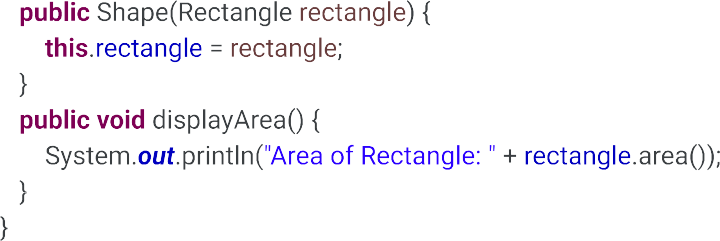 public Shape(Rectangle rectangle) {
this.rectangle = rectangle;
}
public void displayArea() {
System.out.println("Area of Rectangle: " + rectangle.area());
}
}